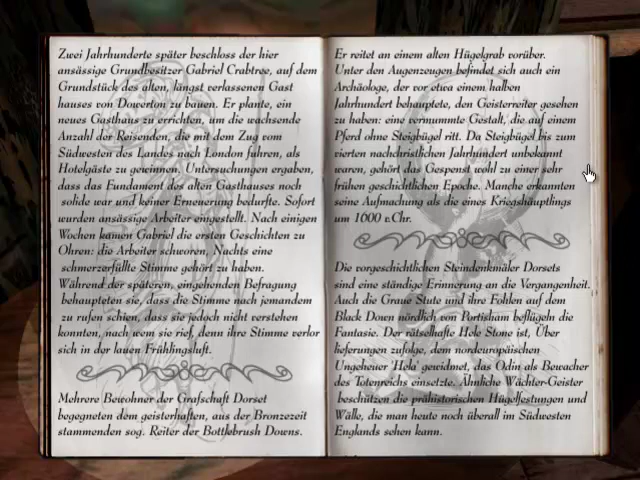 Zwei Jahrhunderte später beschloss der hier
ansässige Grundbesitzer Gabriel Crabtree, auf dem
Grundstück des alten, längst verlassenen Gast
hauses von Dowerton zu bauen. Er plante, ein
neues Gasthaus zu errichten, um die wachsende
Anzahl der Reisenden, die mit dem Zug vom
Südwesten des Landes nach London fuhren, als
Hotelgäste zu gewinnen. Untersuchungen ergaben,
dass das Fundament des alten Gasthauses noch
solide war und keiner Erneuerung bedurfte. Sofort
wurden ansässige Arbeiter eingestellt. Nach einigen
Wochen kamen Gabriel die ersten Geschichten zu
Ohren: die Arbeiter schworen, Nachts eine
schmerzerfüllte Stimme gehört zu haben.
Während der späteren, eingehenden Befragung
behaupteten sie, dass die Stimme nach jemandem
zu rufen schien, dass sie jedoch nicht verstehen
konnten, nach wem sie rief, denn ihre Stimme verlor
sich in der lauen Frühlingsluft.
Mehrere Bewohner der Grafschaft Dorset
begegneten dem geisterhaften, aus der Bronzezeit
stammenden sog. Reiter der Bottlebrush Downs.
Er reitet an einem alten Hügelgrab vorüber.
Unter den Augenzeugen befindet sich auch ein
Archäologe, der vor etwa einem halben
Jahrhundert behauptete, den Geisterreiter gesehen
zu haben: eine vermummte Gestalt, die auf einem
Pferd ohne Steigbügel ritt. Da Steigbügel bis zum
vierten nachchristlichen Jahrhundert unbekannt
waren, gehört das Gespenst wohl zu einer sehr
frühen geschichtlichen Epoche. Manche erkannten
seine Aufmachung als die eines Kriegshäuptlings
um 1600 v.Chr.
Die vorgeschichtlichen Steindenkmäler Dorsets
sind eine ständige Erinnerung an die Vergangenheit.
Auch die Graue Stute und ihre Fohlen auf dem
Black Down nördlich von Portisham beflügeln die
Fantasie. Der rätselhafte Hele Stone ist, Über
lieferungen zufolge, dem nordeuropäischen
Ungeheuer 'Hela' gewidmet, das Odin als Bewacher
des Totenreichs einsetzte. Ähnliche Wächter-Geister
beschützen die prähistorischen Hügelfestungen und
Wälle, die man heute noch überall im Südwesten
Englands sehen kann.